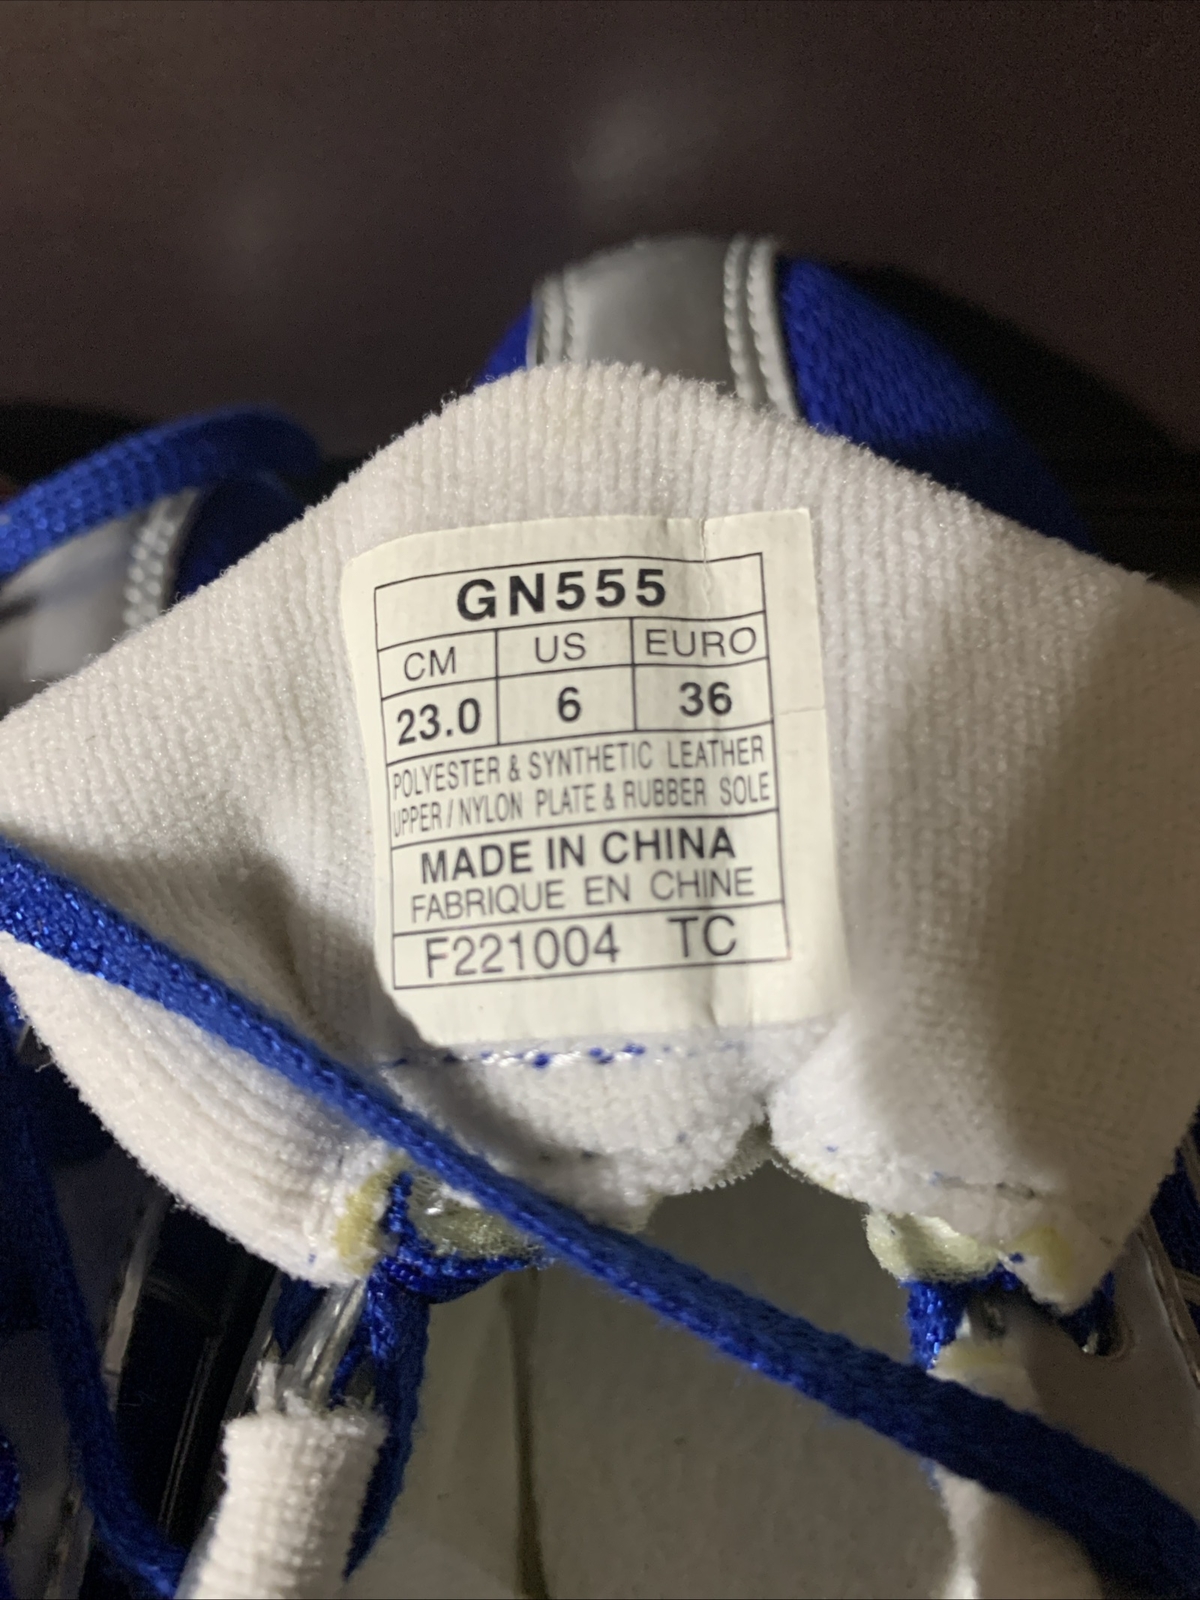 GN555
CM US EURO
23.0 6 36
POLYESTER & SYNTHETIC LEATHER
UPPER / NYLON PLATE & RUBBER SOLE
MADE IN CHINA
FABRIQUE EN CHINE
F221004 TC